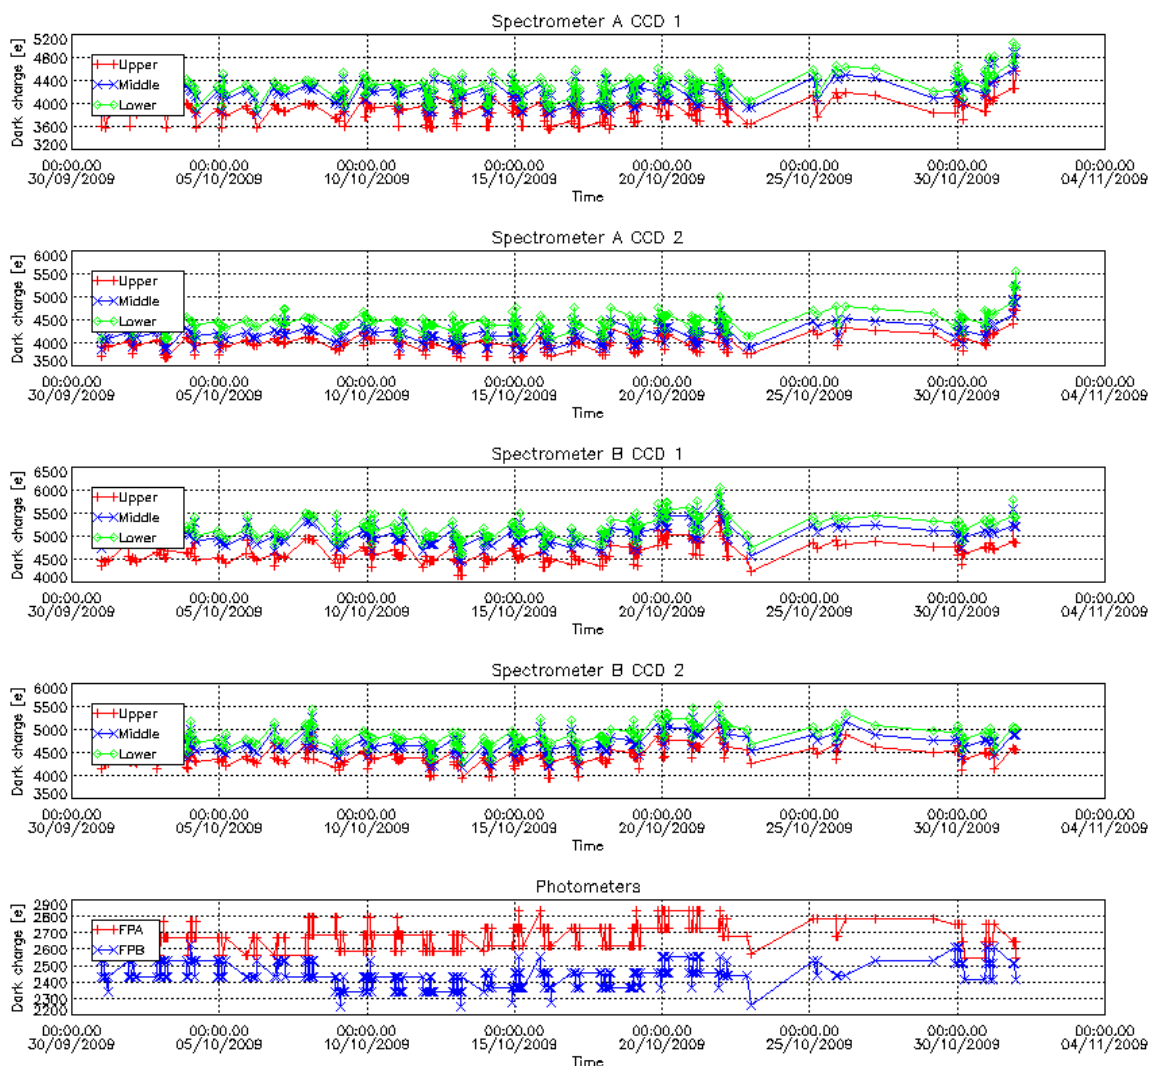 Spectrometer A CCD 1
Dark charge [e]
5200
4800
4400
4000
3600
3200
Upper
Middle
Lower
00:00.00 00:00.00 00:00.00 00:00.00 00:00.00 00:00.00 00:00.00 00:00.00
30/09/2009 05/10/2009 10/10/2009 15/10/2009 20/10/2009 25/10/2009 30/10/2009 04/11/2009
Time
Spectrometer A CCD 2
Dark charge [e]
6000
5500
5000
4500
4000
3500
Upper
Middle
Lower
00:00.00 00:00.00 00:00.00 00:00.00 00:00.00 00:00.00 00:00.00 00:00.00
30/09/2009 05/10/2009 10/10/2009 15/10/2009 20/10/2009 25/10/2009 30/10/2009 04/11/2009
Time
Spectrometer B CCD 1
Dark charge [e]
6500
6000
5500
5000
4500
4000
Upper
Middle
Lower
00:00.00 00:00.00 00:00.00 00:00.00 00:00.00 00:00.00 00:00.00 00:00.00
30/09/2009 05/10/2009 10/10/2009 15/10/2009 20/10/2009 25/10/2009 30/10/2009 04/11/2009
Time
Spectrometer B CCD 2
Dark charge [e]
6000
5500
5000
4500
4000
3500
Upper
Middle
Lower
00:00.00 00:00.00 00:00.00 00:00.00 00:00.00 00:00.00 00:00.00 00:00.00
30/09/2009 05/10/2009 10/10/2009 15/10/2009 20/10/2009 25/10/2009 30/10/2009 04/11/2009
Time
Photometers
Dark charge [e]
2900
2800
2700
2600
2500
2400
2300
2200
FPA
FPB
00:00.00 00:00.00 00:00.00 00:00.00 00:00.00 00:00.00 00:00.00 00:00.00
30/09/2009 05/10/2009 10/10/2009 15/10/2009 20/10/2009 25/10/2009 30/10/2009 04/11/2009
Time